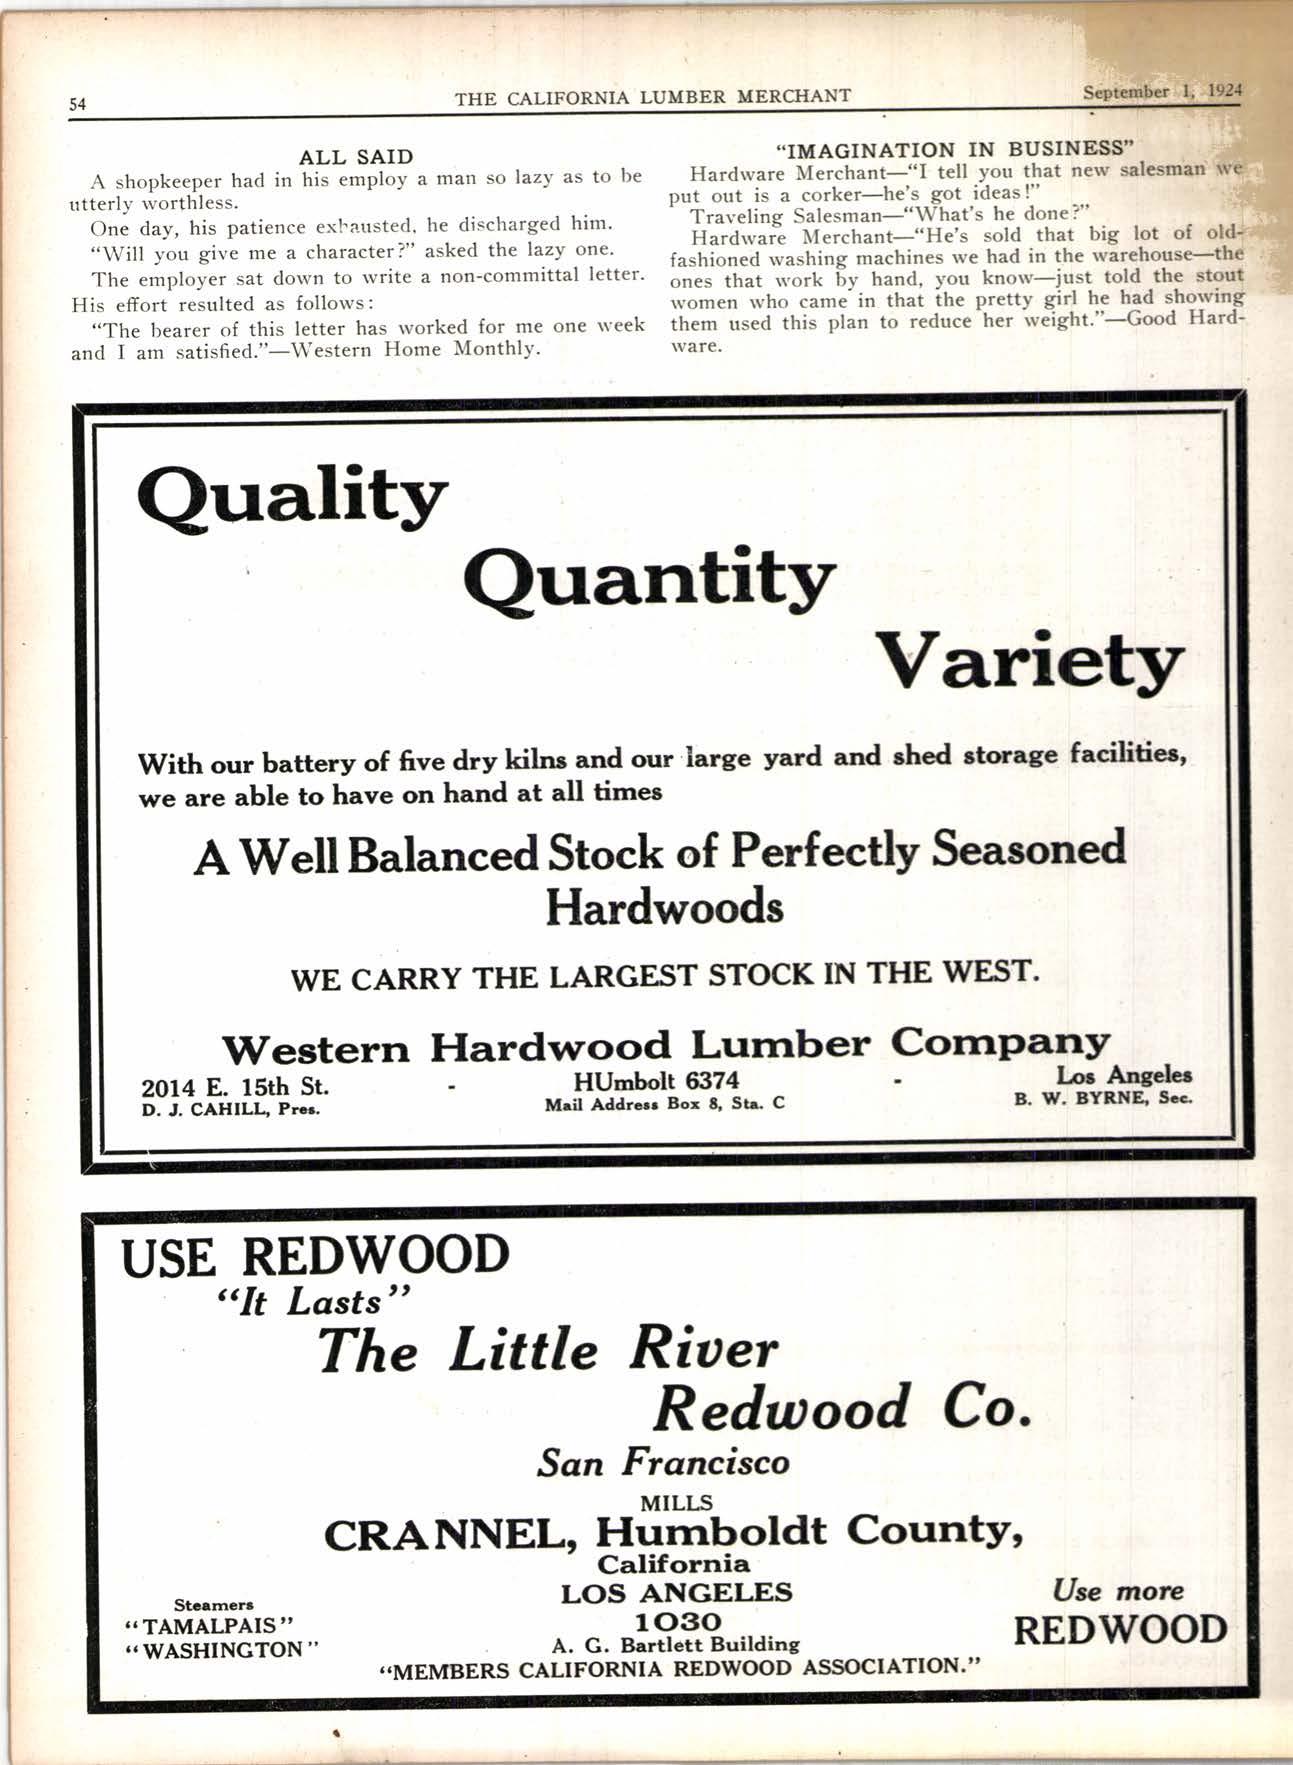 54
THE CALIFORNIA LUMBER MERCHANT
September 1, 1924
ALL SAID
A shopkeeper had in his employ a man so lazy as to be
utterly worthless.
One day, his patience exhausted, he discharged him.
“Will you give me a character?” asked the lazy one.
The employer sat down to write a non-committal letter.
His effort resulted as follows:
“The bearer of this letter has worked for me one week
and I am satisfied.”—Western Home Monthly.
“IMAGINATION IN BUSINESS”
Hardware Merchant—“I tell you that new salesman we
put out is a corker—he's got ideas!”
Traveling Salesman—“What's he done?”
Hardware Merchant—“He's sold that big lot of old-
fashioned washing machines we had in the warehouse—the
ones that work by hand, you know—just told the stout
women who came in that the pretty girl he had showing
them used this plan to reduce her weight.”—Good Hard-
ware.
Quality
Quantity
Variety
With our battery of five dry kilns and our large yard and shed storage facilities,
we are able to have on hand at all times
A Well Balanced Stock of Perfectly Seasoned
Hardwoods
WE CARRY THE LARGEST STOCK IN THE WEST.
Western Hardwood Lumber Company
2014 E. 15th St. - HUmbolt 6374 - Los Angeles
D. J. CAHILL, Pres. Mail Address Box 8, Sta. C B. W. BYRNE, Sec.
USE REDWOOD
“It Lasts”
The Little River
Redwood Co.
San Francisco
MILLS
CRANNEL, Humboldt County,
California
LOS ANGELES
1030
A. G. Bartlett Building
Steamers
“TAMALPAIS”
“WASHINGTON”
Use more
REDWOOD
“MEMBERS CALIFORNIA REDWOOD ASSOCIATION.”